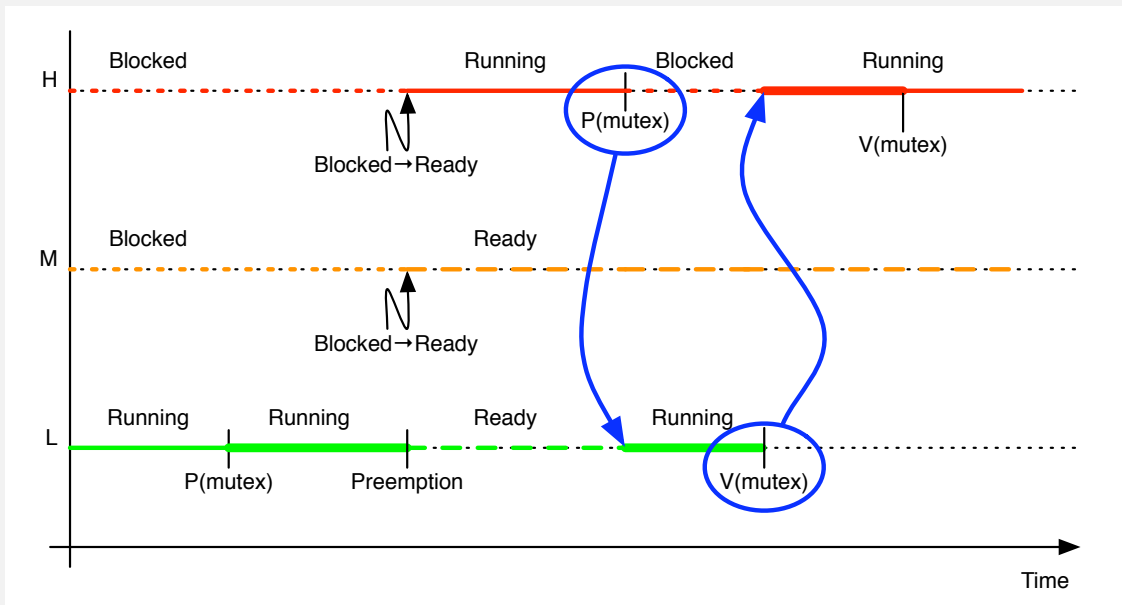 Blocked
Running
Blocked
Running
H
P(mutex)
V(mutex)
Blocked→Ready
Blocked
Ready
M
Blocked→Ready
Running
Running
Ready
Running
L
P(mutex)
Preemption
V(mutex)
Time